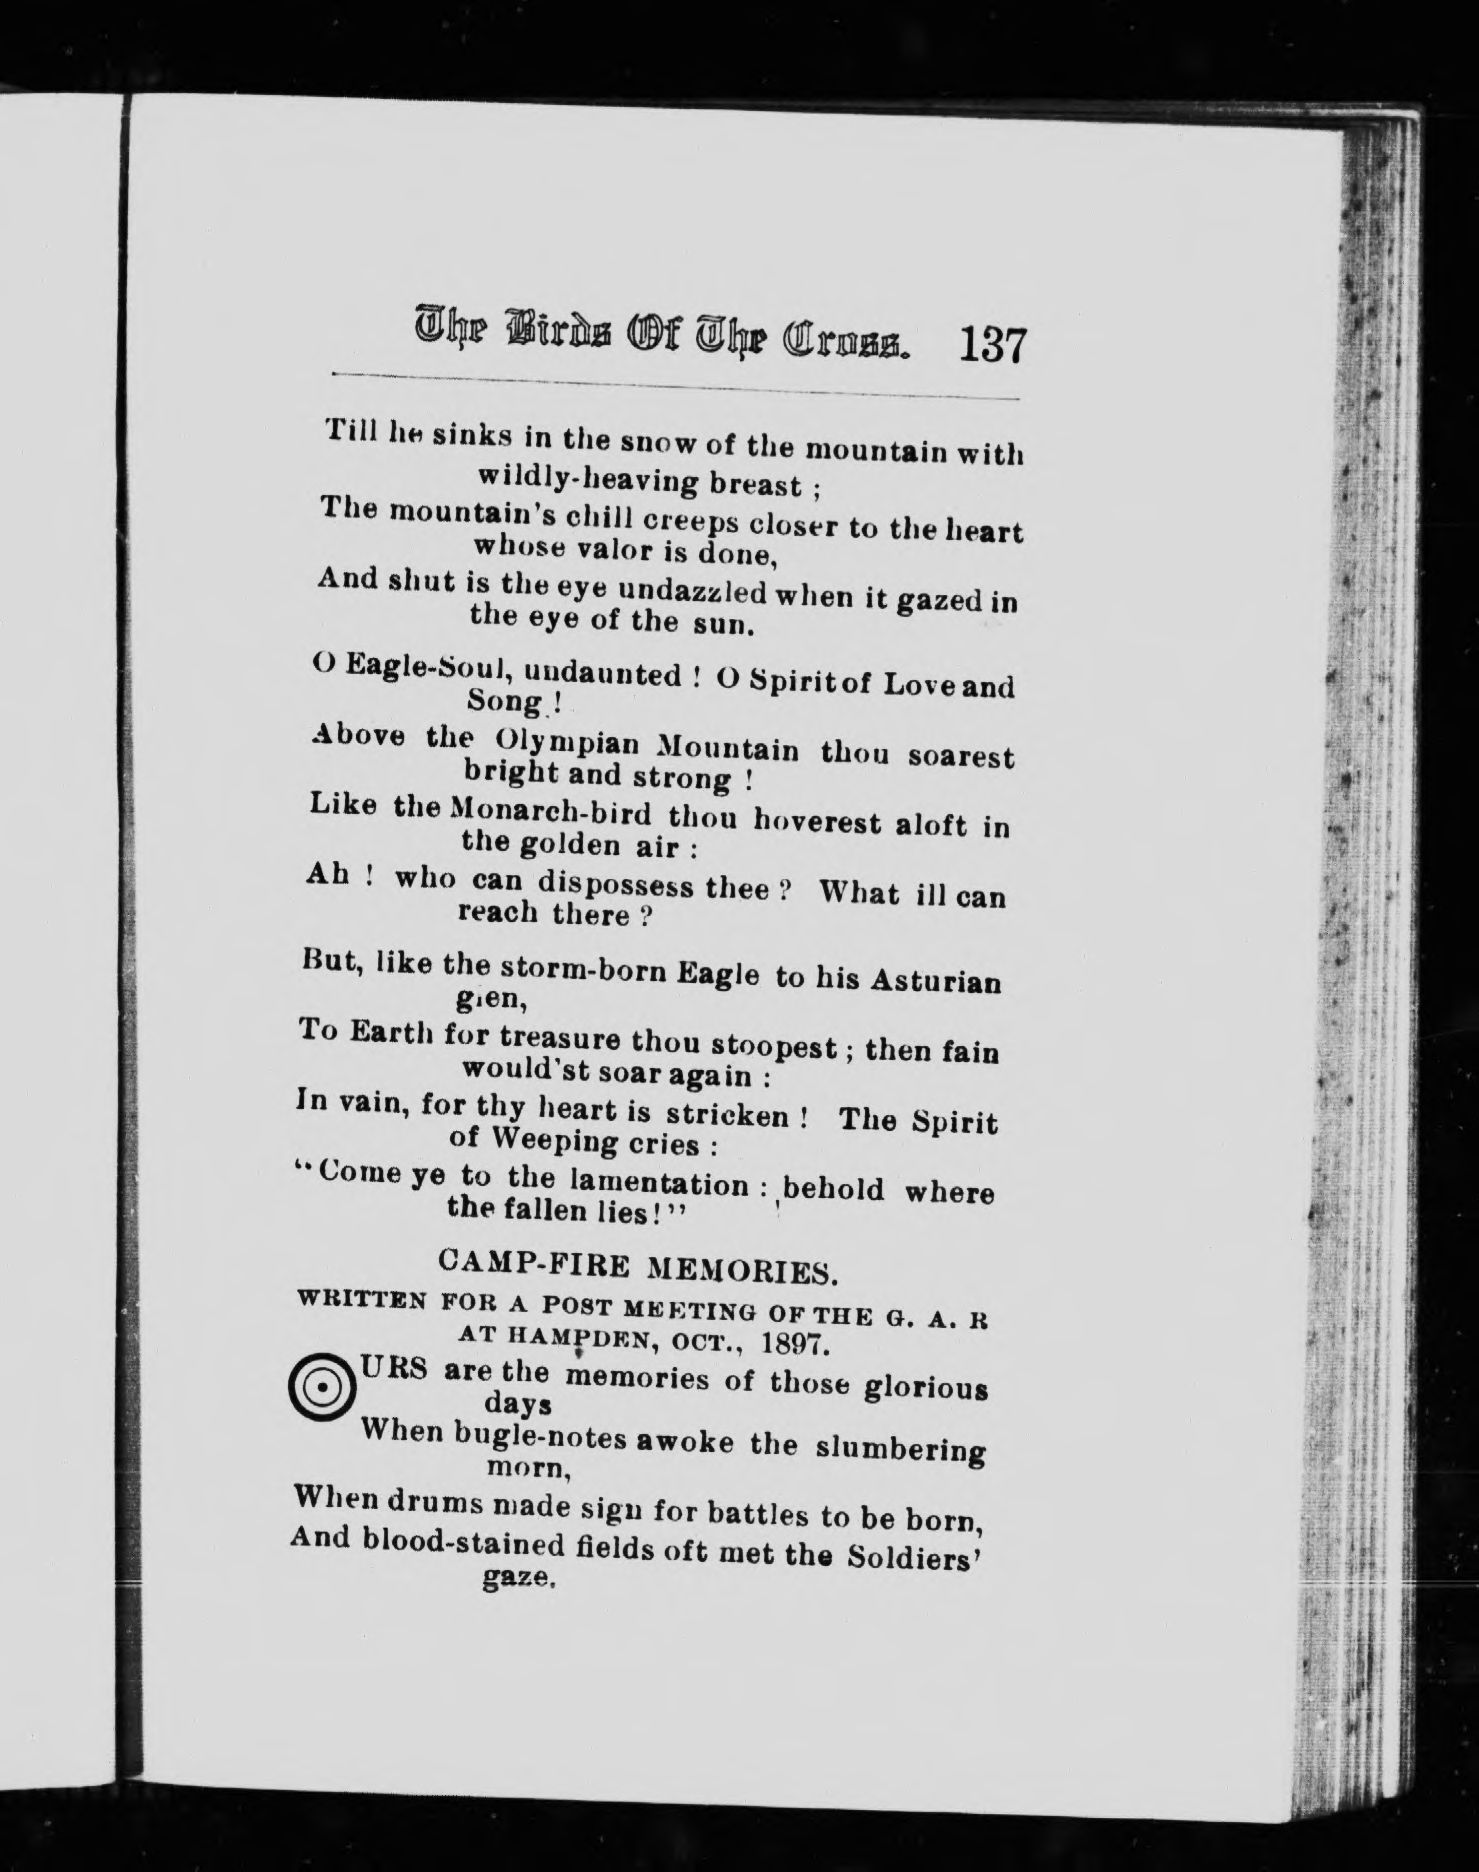 The Birds Of The Cross. 137
Till he sinks in the snow of the mountain with
wildly-heaving breast ;
The mountain's chill creeps closer to the heart
whose valor is done,
And shut is the eye undazzled when it gazed in
the eye of the sun.
O Eagle-Soul, undaunted ! O Spirit of Love and
Song !
Above the Olympian Mountain thou soarest
bright and strong !
Like the Monarch-bird thou hoverest aloft in
the golden air :
Ah ! who can dispossess thee ? What ill can
reach there ?
But, like the storm-born Eagle to his Asturian
glen,
To Earth for treasure thou stoopest ; then fain
would'st soar again :
In vain, for thy heart is stricken ! The Spirit
of Weeping cries :
"Come ye to the lamentation : behold where
the fallen lies!"
CAMP-FIRE MEMORIES.
WRITTEN FOR A POST MEETING OF THE G. A. R
AT HAMPDEN, OCT., 1897.
OURS are the memories of those glorious
days
When bugle-notes awoke the slumbering
morn,
When drums made sign for battles to be born,
And blood-stained fields oft met the Soldiers'
gaze.